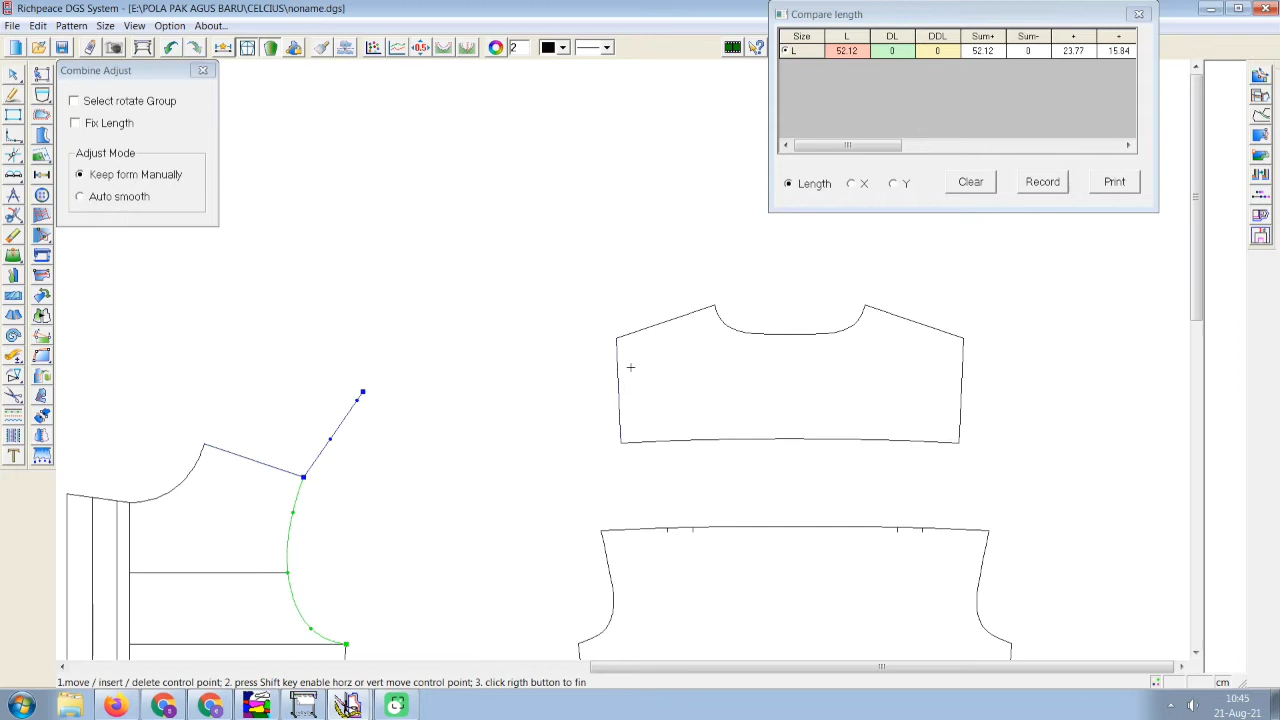 Richpeace DGS System - [E:\POLA PAK AGUS BARU\CELCIUS\noname.dgs]
File Edit Pattern Size View Option About...
2
Combine Adjust
Select rotate Group
Fix Length
Adjust Mode
Keep form Manually
Auto smooth
Compare length
Size L DL DDL Sum+ Sum- + +
L 52.12 0 0 52.12 0 23.77 15.84
Length X Y Clear Record Print
1.move / insert / delete control point; 2. press Shift key enable horz or vert move control point; 3. click rigth button to fin
cm
10:45
21-Aug-21